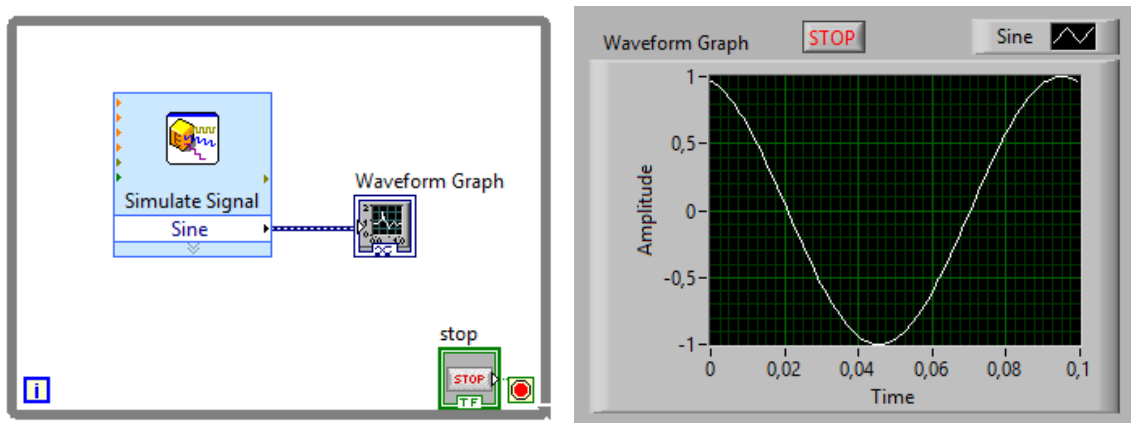 Simulate Signal
Sine
Waveform Graph
2
stop
STOP
TF
i
Waveform Graph
STOP
Sine
Amplitude
1
0,5
0
-0,5
-1
0
0,02
0,04
0,06
0,08
0,1
Time